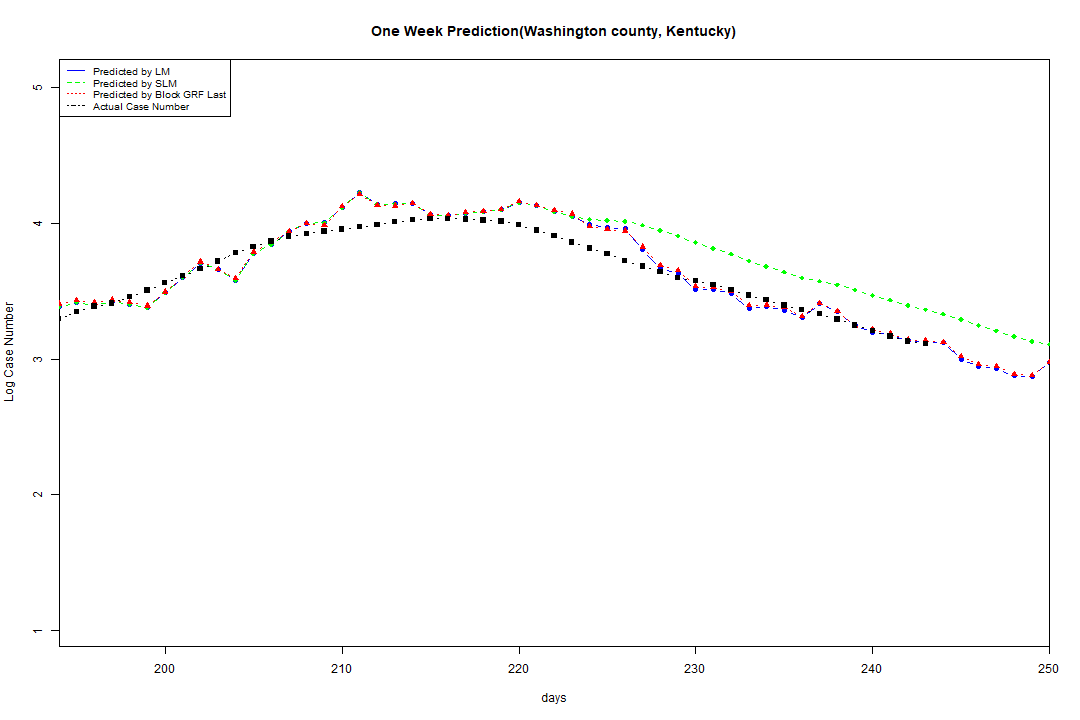 One Week Prediction(Washington county, Kentucky)
Predicted by LM
Predicted by SLM
Predicted by Block GRF Last
Actual Case Number
5
4
3
2
1
Log Case Number
200 210 220 230 240 250
days